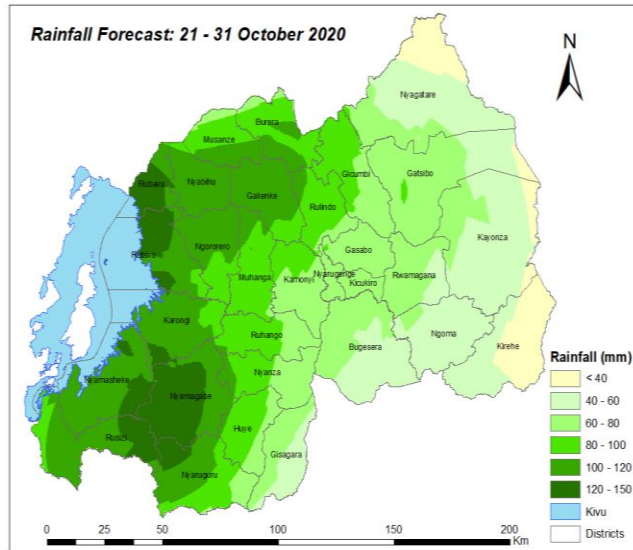 Rainfall Forecast: 21 - 31 October 2020
N
Nyagatare
Burera
Musanze
Gicumbi
Gatsibo
Rubavu
Nyabihu
Gakenke
Rulindo
Kayonza
Rutsiro
Ngororero
Gasabo
Muhanga
Kamonyi
Nyarugenge
Kicukiro
Rwamagana
Karongi
Ruhango
Bugesera
Ngoma
Kirehe
Nyamasheke
Nyanza
Nyamagabe
Rusizi
Huye
Gisagara
Nyaruguru
Rainfall (mm)
< 40
40 - 60
60 - 80
80 - 100
100 - 120
120 - 150
Kivu
Districts
0 25 50 100 150 200
Km